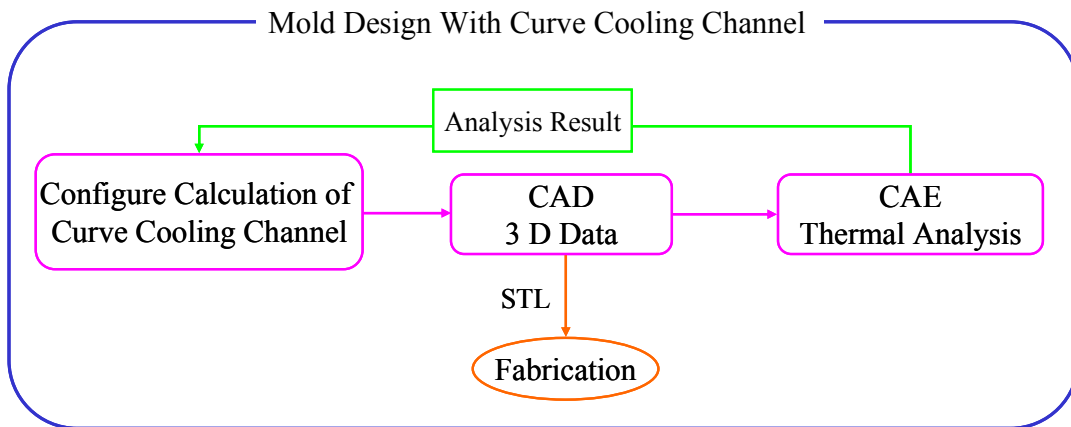 Mold Design With Curve Cooling Channel
Analysis Result
Configure Calculation of
Curve Cooling Channel
CAD
3 D Data
CAE
Thermal Analysis
STL
Fabrication